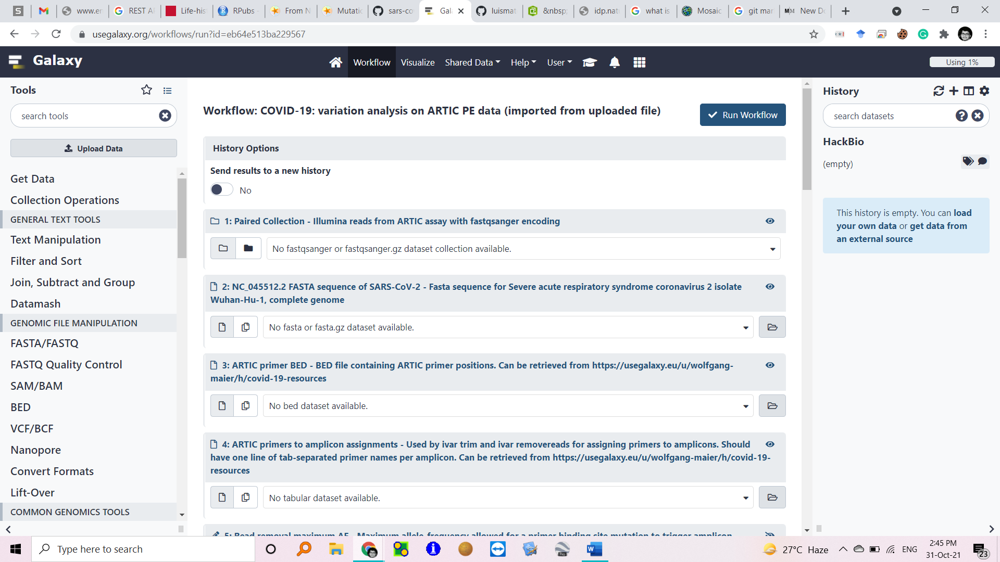 S
www.en
REST AP
Life-his
RPubs -
From N
Mutatio
sars-co
Gal
luismat
&nbsp;
idp.natu
what is
Mosaic
git mar
New Do
usegalaxy.org/workflows/run?id=eb64e513ba229567
Galaxy
Workflow
Visualize
Shared Data
Help
User
Using 1%
Tools
search tools
Upload Data
Get Data
Collection Operations
GENERAL TEXT TOOLS
Text Manipulation
Filter and Sort
Join, Subtract and Group
Datamash
GENOMIC FILE MANIPULATION
FASTA/FASTQ
FASTQ Quality Control
SAM/BAM
BED
VCF/BCF
Nanopore
Convert Formats
Lift-Over
COMMON GENOMICS TOOLS
Workflow: COVID-19: variation analysis on ARTIC PE data (imported from uploaded file)
Run Workflow
History Options
Send results to a new history
No
1: Paired Collection - Illumina reads from ARTIC assay with fastqsanger encoding
No fastqsanger or fastqsanger.gz dataset collection available.
2: NC_045512.2 FASTA sequence of SARS-CoV-2 - Fasta sequence for Severe acute respiratory syndrome coronavirus 2 isolate
Wuhan-Hu-1, complete genome
No fasta or fasta.gz dataset available.
3: ARTIC primer BED - BED file containing ARTIC primer positions. Can be retrieved from https://usegalaxy.eu/u/wolfgang-
maier/h/covid-19-resources
No bed dataset available.
4: ARTIC primers to amplicon assignments - Used by ivar trim and ivar removereads for assigning primers to amplicons. Should
have one line of tab-separated primer names per amplicon. Can be retrieved from https://usegalaxy.eu/u/wolfgang-maier/h/covid-19-
resources
No tabular dataset available.
5: Read removal maximum AF - Maximum allele-frequency allowed for a primer binding site mutation to trigger amplicon
History
search datasets
HackBio
(empty)
This history is empty. You can load
your own data or get data from
an external source
Type here to search
27°C Haze
ENG
2:45 PM
31-Oct-21
23